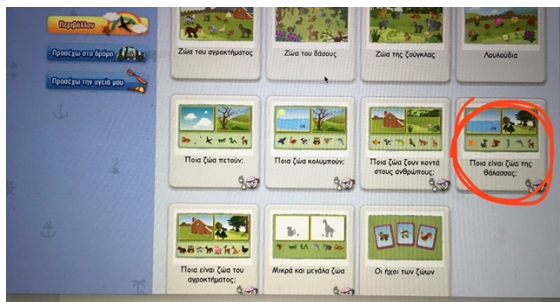 Περιβάλλον
Προσέχω στο δρόμο
Προσέχω την υγεία μου
Ζώα του αγροκτήματος
Ζώα του δάσους
Ζώα της ζούγκλας
Λουλούδια
Ποια ζώα πετούν;
Ποια ζώα κολυμπούν;
Ποια ζώα ζουν κοντά
στους ανθρώπους;
Ποια είναι ζώα της
θάλασσας;
Ποια είναι ζώα του
αγροκτήματος;
Μικρά και μεγάλα ζώα
Οι ήχοι των ζώων